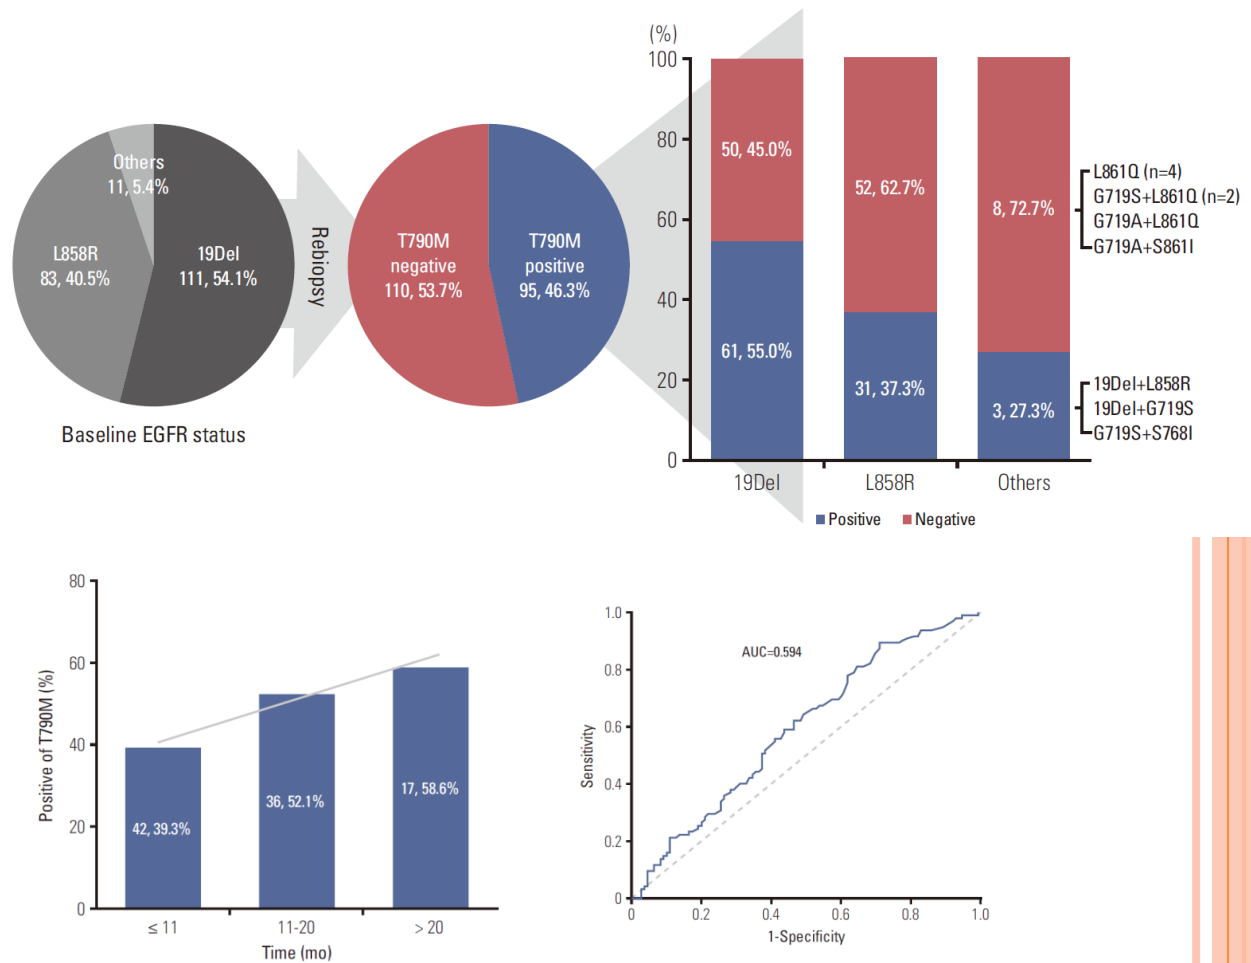 Others
11, 5.4%
L858R
83, 40.5%
19Del
111, 54.1%
Baseline EGFR status
Rebiopsy
T790M
negative
110, 53.7%
T790M
positive
95, 46.3%
(%)
100
80
60
40
20
0
50, 45.0%
61, 55.0%
52, 62.7%
31, 37.3%
8, 72.7%
3, 27.3%
19Del
L858R
Others
Positive
Negative
L861Q (n=4)
G719S+L861Q (n=2)
G719A+L861Q
G719A+S861I
19Del+L858R
19Del+G719S
G719S+S768I
Positive of T790M (%)
80
60
40
20
0
42, 39.3%
36, 52.1%
17, 58.6%
≤ 11
11-20
> 20
Time (mo)
Sensitivity
1.0
0.8
0.6
0.4
0.2
0
AUC=0.594
0
0.2
0.4
0.6
0.8
1.0
1-Specificity